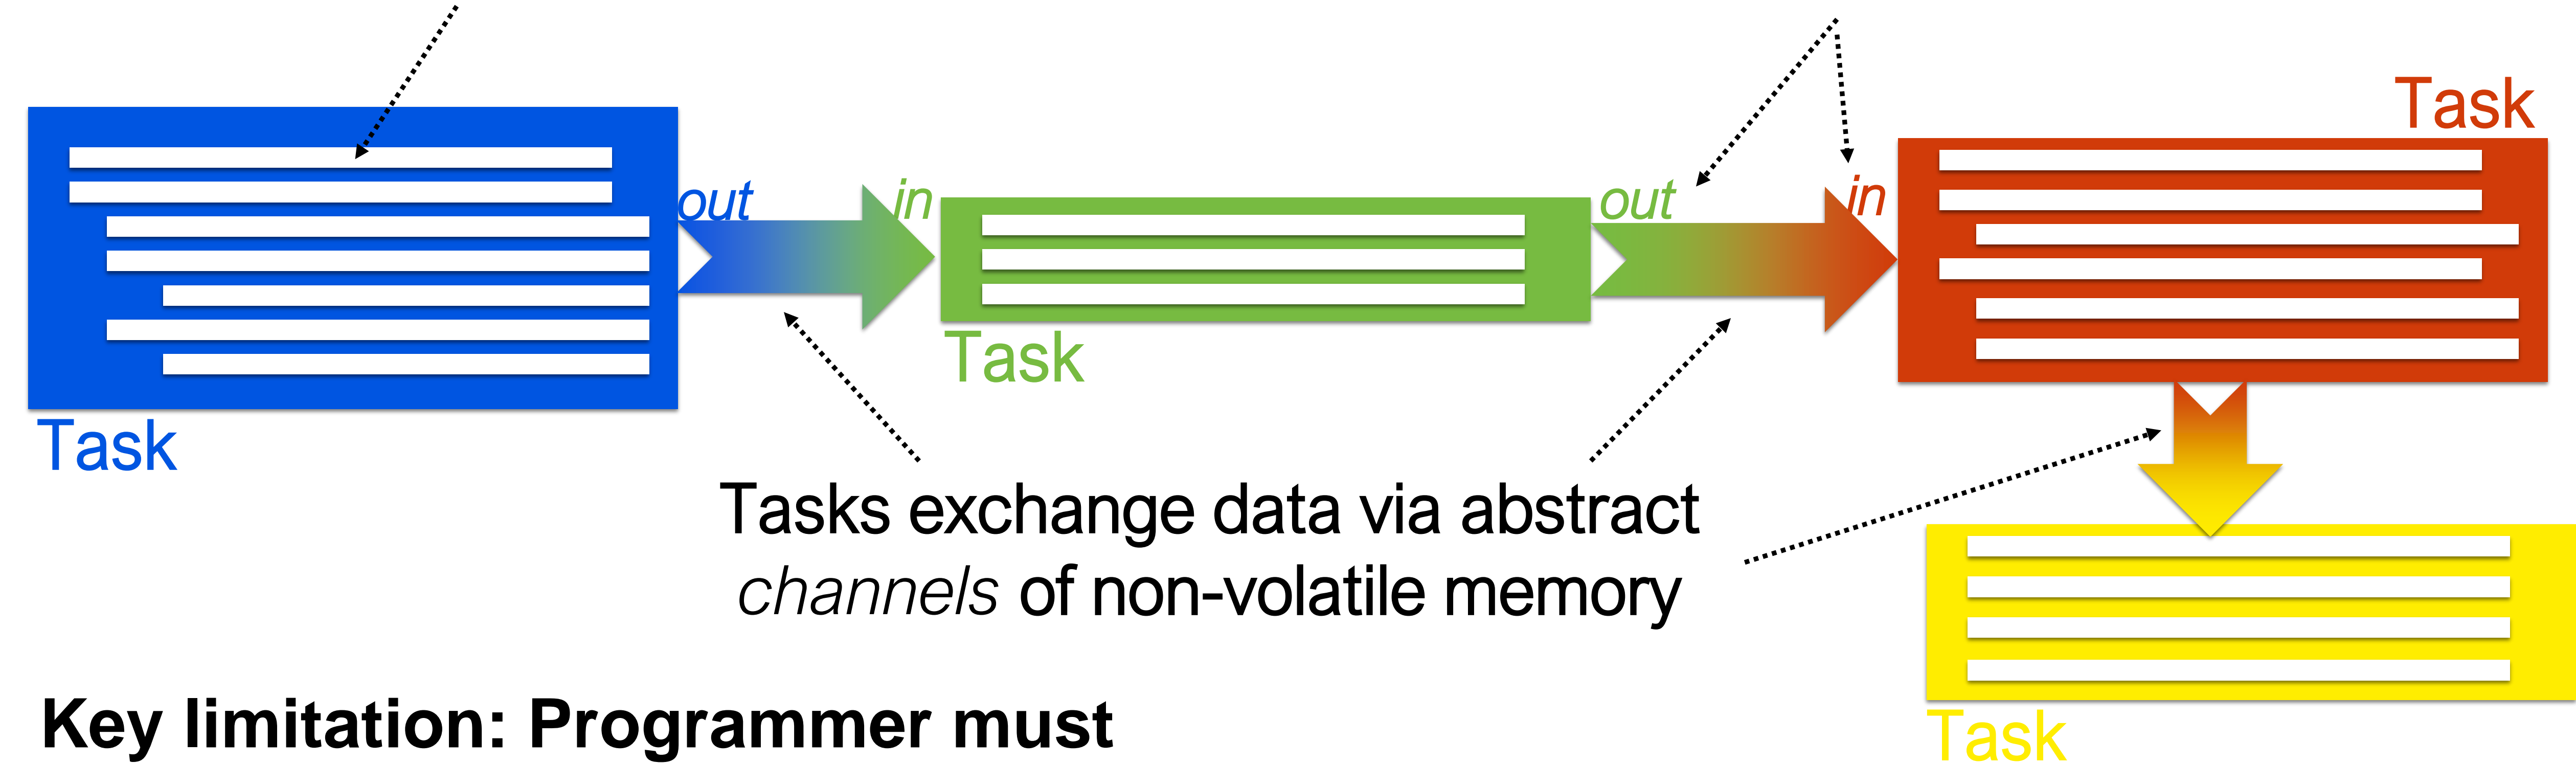 Task
out
in
out
in
Task
Task
Tasks exchange data via abstract
channels of non-volatile memory
Key limitation: Programmer must
Task